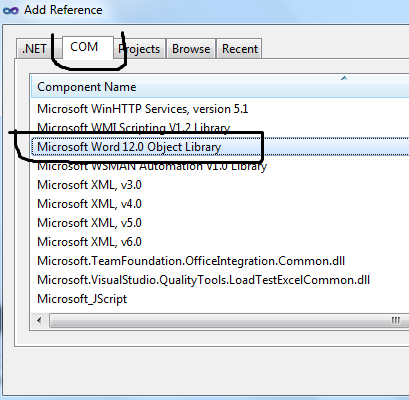 Add Reference
.NET COM Projects Browse Recent
Component Name
Microsoft WinHTTP Services, version 5.1
Microsoft WMI Scripting V1.2 Library
Microsoft Word 12.0 Object Library
Microsoft WSMAN Automation V1.0 Library
Microsoft XML, v3.0
Microsoft XML, v4.0
Microsoft XML, v5.0
Microsoft XML, v6.0
Microsoft.TeamFoundation.OfficeIntegration.Common.dll
Microsoft.VisualStudio.QualityTools.LoadTestExcelCommon.dll
Microsoft_JScript